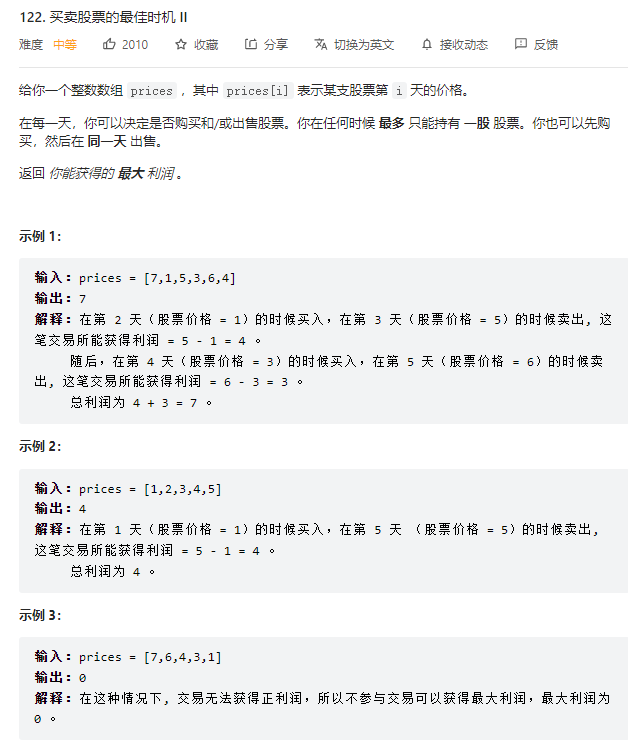 122. 买卖股票的最佳时机 II
难度 中等 2010 收藏 分享 切换为英文 接收动态 反馈
给你一个整数数组 prices ，其中 prices[i] 表示某支股票第 i 天的价格。
在每一天，你可以决定是否购买和/或出售股票。你在任何时候 最多 只能持有 一股 股票。你也可以先购
买，然后在 同一天 出售。
返回 你能获得的 最大 利润 。
示例 1：
输入：prices = [7,1,5,3,6,4]
输出：7
解释：在第 2 天（股票价格 = 1）的时候买入，在第 3 天（股票价格 = 5）的时候卖出, 这
笔交易所能获得利润 = 5 - 1 = 4 。
随后，在第 4 天（股票价格 = 3）的时候买入，在第 5 天（股票价格 = 6）的时候卖
出, 这笔交易所能获得利润 = 6 - 3 = 3 。
总利润为 4 + 3 = 7 。
示例 2：
输入：prices = [1,2,3,4,5]
输出：4
解释：在第 1 天（股票价格 = 1）的时候买入，在第 5 天 （股票价格 = 5）的时候卖出,
这笔交易所能获得利润 = 5 - 1 = 4 。
总利润为 4 。
示例 3：
输入：prices = [7,6,4,3,1]
输出：0
解释：在这种情况下, 交易无法获得正利润，所以不参与交易可以获得最大利润，最大利润为
0 。